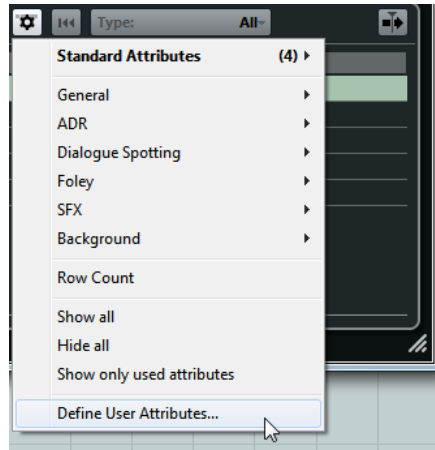 Type: All
Standard Attributes (4)
General
ADR
Dialogue Spotting
Foley
SFX
Background
Row Count
Show all
Hide all
Show only used attributes
Define User Attributes...